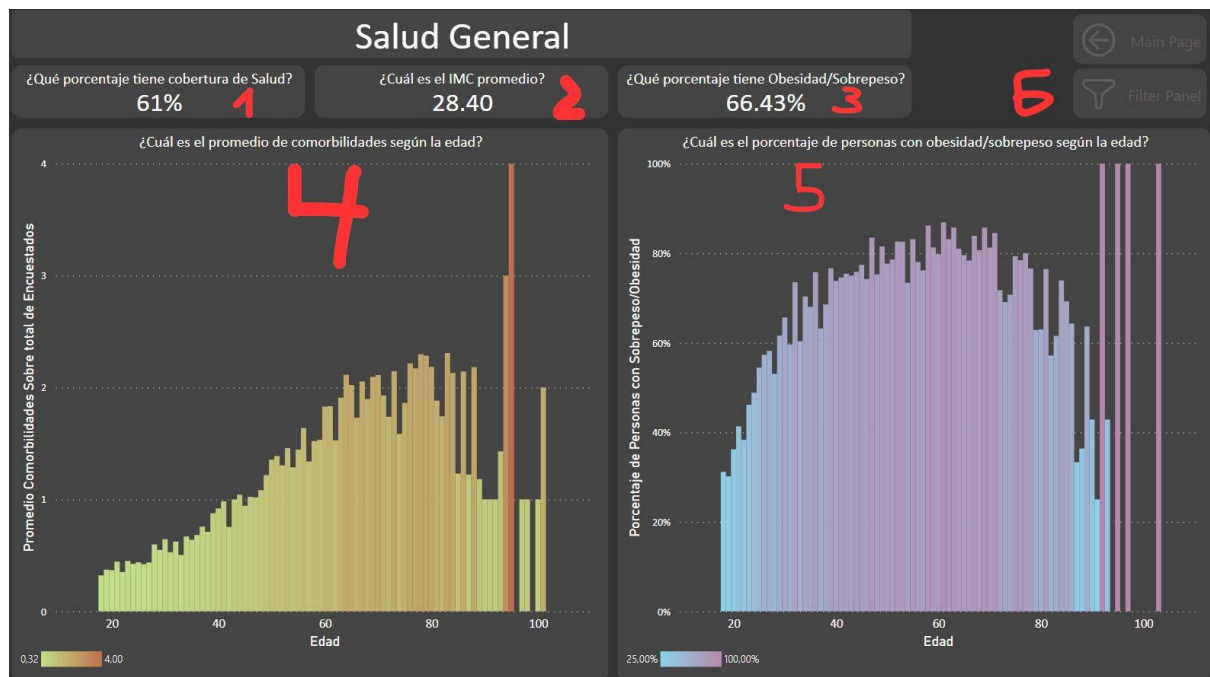 Salud General
Main Page
¿Qué porcentaje tiene cobertura de Salud?
61%
1
¿Cuál es el IMC promedio?
28.40
2
¿Qué porcentaje tiene Obesidad/Sobrepeso?
66.43%
3
6
Filter Panel
¿Cuál es el promedio de comorbilidades según la edad?
4
Promedio Comorbilidades Sobre total de Encuestados
4
3
2
1
0
20 40 60 80 100
Edad
0,32 4,00
¿Cuál es el porcentaje de personas con obesidad/sobrepeso según la edad?
5
Porcentaje de Personas con Sobrepeso/Obesidad
100%
80%
60%
40%
20%
0%
20 40 60 80 100
Edad
25,00% 100,00%